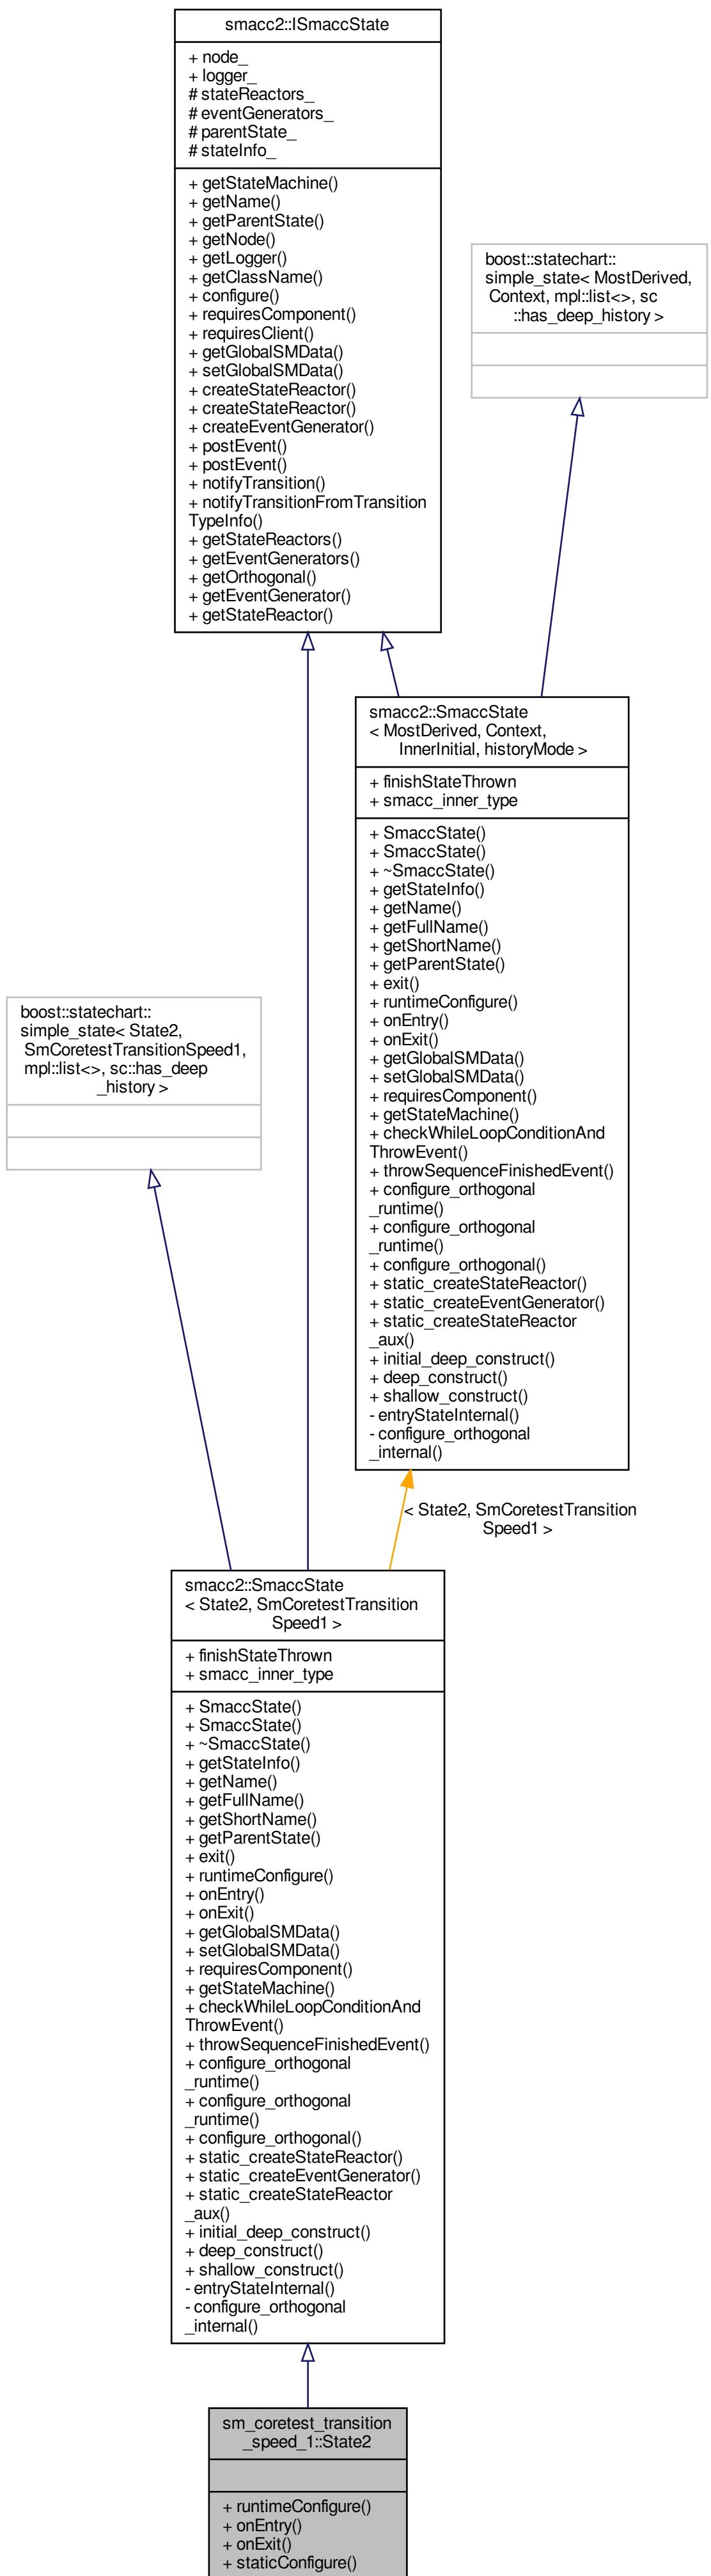 smacc2::ISmaccState
+ node_
+ logger_
# stateReactors_
# eventGenerators_
# parentState_
# stateInfo_
+ getStateMachine()
+ getName()
+ getParentState()
+ getNode()
+ getLogger()
+ getClassName()
+ configure()
+ requiresComponent()
+ requiresClient()
+ getGlobalSMData()
+ setGlobalSMData()
+ createStateReactor()
+ createStateReactor()
+ createEventGenerator()
+ postEvent()
+ postEvent()
+ notifyTransition()
+ notifyTransitionFromTransition
TypeInfo()
+ getStateReactors()
+ getEventGenerators()
+ getOrthogonal()
+ getEventGenerator()
+ getStateReactor()
boost::statechart::
simple_state< MostDerived,
Context, mpl::list<>, sc
::has_deep_history >
smacc2::SmaccState
< MostDerived, Context,
InnerInitial, historyMode >
+ finishStateThrown
+ smacc_inner_type
+ SmaccState()
+ SmaccState()
+ ~SmaccState()
+ getStateInfo()
+ getName()
+ getFullName()
+ getShortName()
+ getParentState()
+ exit()
+ runtimeConfigure()
+ onEntry()
+ onExit()
+ getGlobalSMData()
+ setGlobalSMData()
+ requiresComponent()
+ getStateMachine()
+ checkWhileLoopConditionAnd
ThrowEvent()
+ throwSequenceFinishedEvent()
+ configure_orthogonal
_runtime()
+ configure_orthogonal
_runtime()
+ configure_orthogonal()
+ static_createStateReactor()
+ static_createEventGenerator()
+ static_createStateReactor
_aux()
+ initial_deep_construct()
+ deep_construct()
+ shallow_construct()
- entryStateInternal()
- configure_orthogonal
_internal()
boost::statechart::
simple_state< State2,
SmCoretestTransitionSpeed1,
mpl::list<>, sc::has_deep
_history >
< State2, SmCoretestTransition
Speed1 >
smacc2::SmaccState
< State2, SmCoretestTransition
Speed1 >
+ finishStateThrown
+ smacc_inner_type
+ SmaccState()
+ SmaccState()
+ ~SmaccState()
+ getStateInfo()
+ getName()
+ getFullName()
+ getShortName()
+ getParentState()
+ exit()
+ runtimeConfigure()
+ onEntry()
+ onExit()
+ getGlobalSMData()
+ setGlobalSMData()
+ requiresComponent()
+ getStateMachine()
+ checkWhileLoopConditionAnd
ThrowEvent()
+ throwSequenceFinishedEvent()
+ configure_orthogonal
_runtime()
+ configure_orthogonal
_runtime()
+ configure_orthogonal()
+ static_createStateReactor()
+ static_createEventGenerator()
+ static_createStateReactor
_aux()
+ initial_deep_construct()
+ deep_construct()
+ shallow_construct()
- entryStateInternal()
- configure_orthogonal
_internal()
sm_coretest_transition
_speed_1::State2
+ runtimeConfigure()
+ onEntry()
+ onExit()
+ staticConfigure()